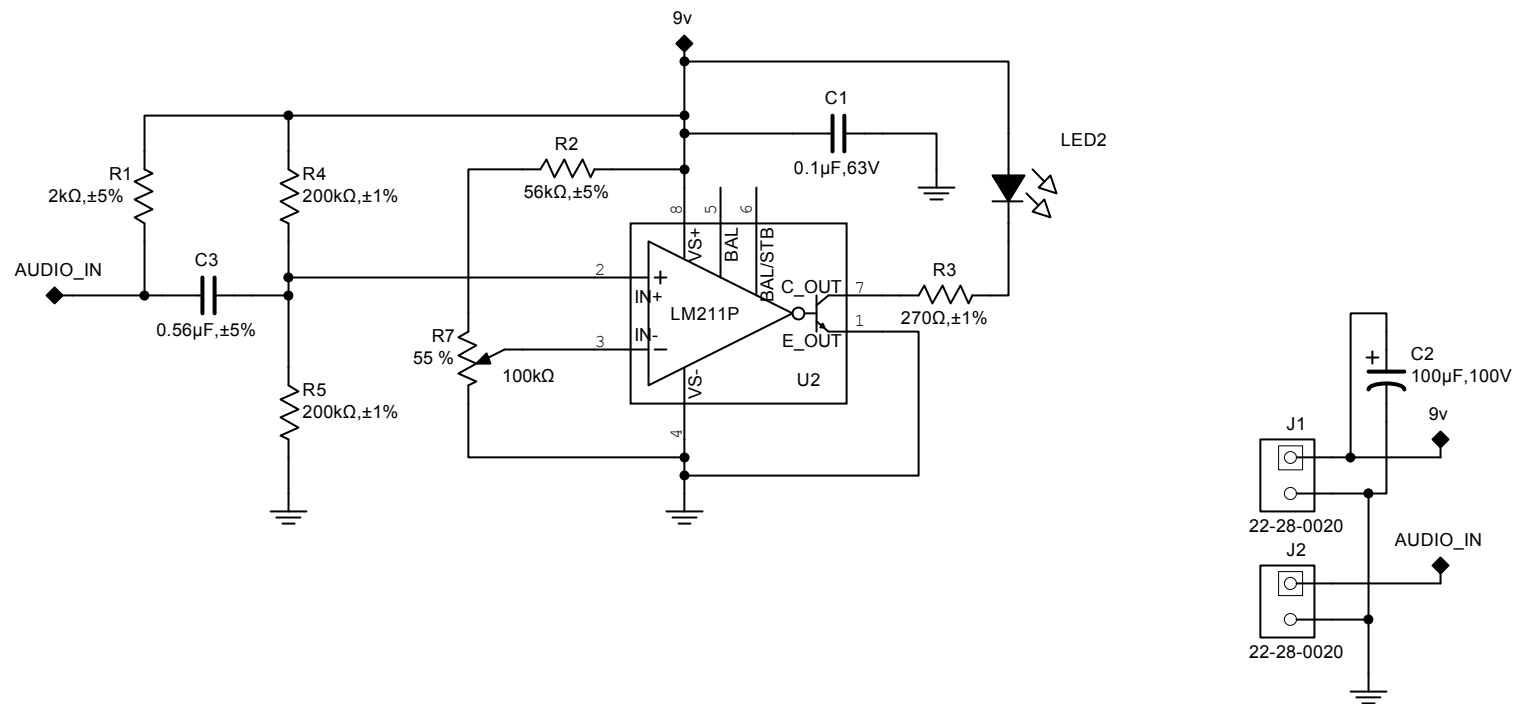 9v
C1
0.1µF,63V
LED2
R2
56kΩ,±5%
R1
2kΩ,±5%
R4
200kΩ,±1%
8
5
6
VS+
BAL
BAL/STB
AUDIO_IN
C3
0.56µF,±5%
2
IN+
IN-
3
LM211P
C_OUT
7
E_OUT
1
R3
270Ω,±1%
R7
55 %
100kΩ
U2
VS-
4
R5
200kΩ,±1%
C2
100µF,100V
9v
J1
22-28-0020
J2
AUDIO_IN
22-28-0020